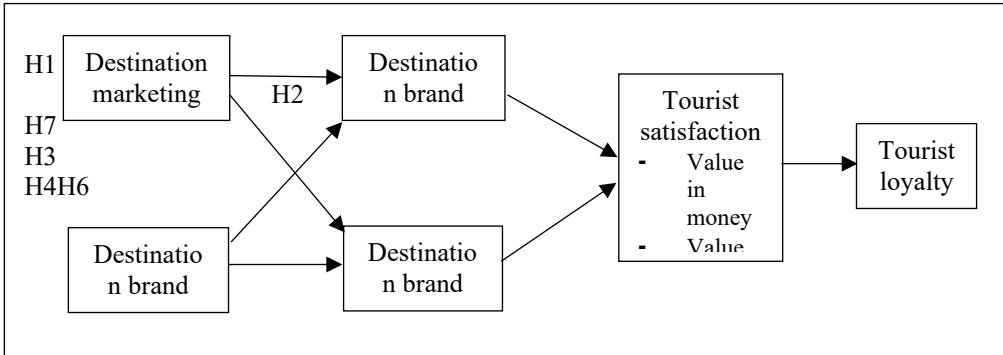 H1
H7
H3
H4H6
Destination
marketing
H2
Destinatio
n brand
Destinatio
n brand
Destinatio
n brand
Tourist
satisfaction
- Value
in
money
- Value
Tourist
loyalty